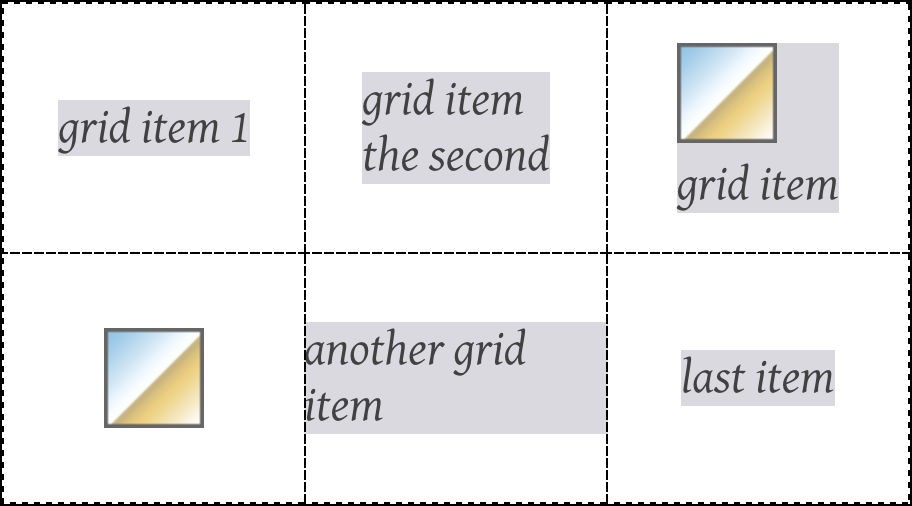 grid item 1
grid item
the second
grid item
another grid
item
last item